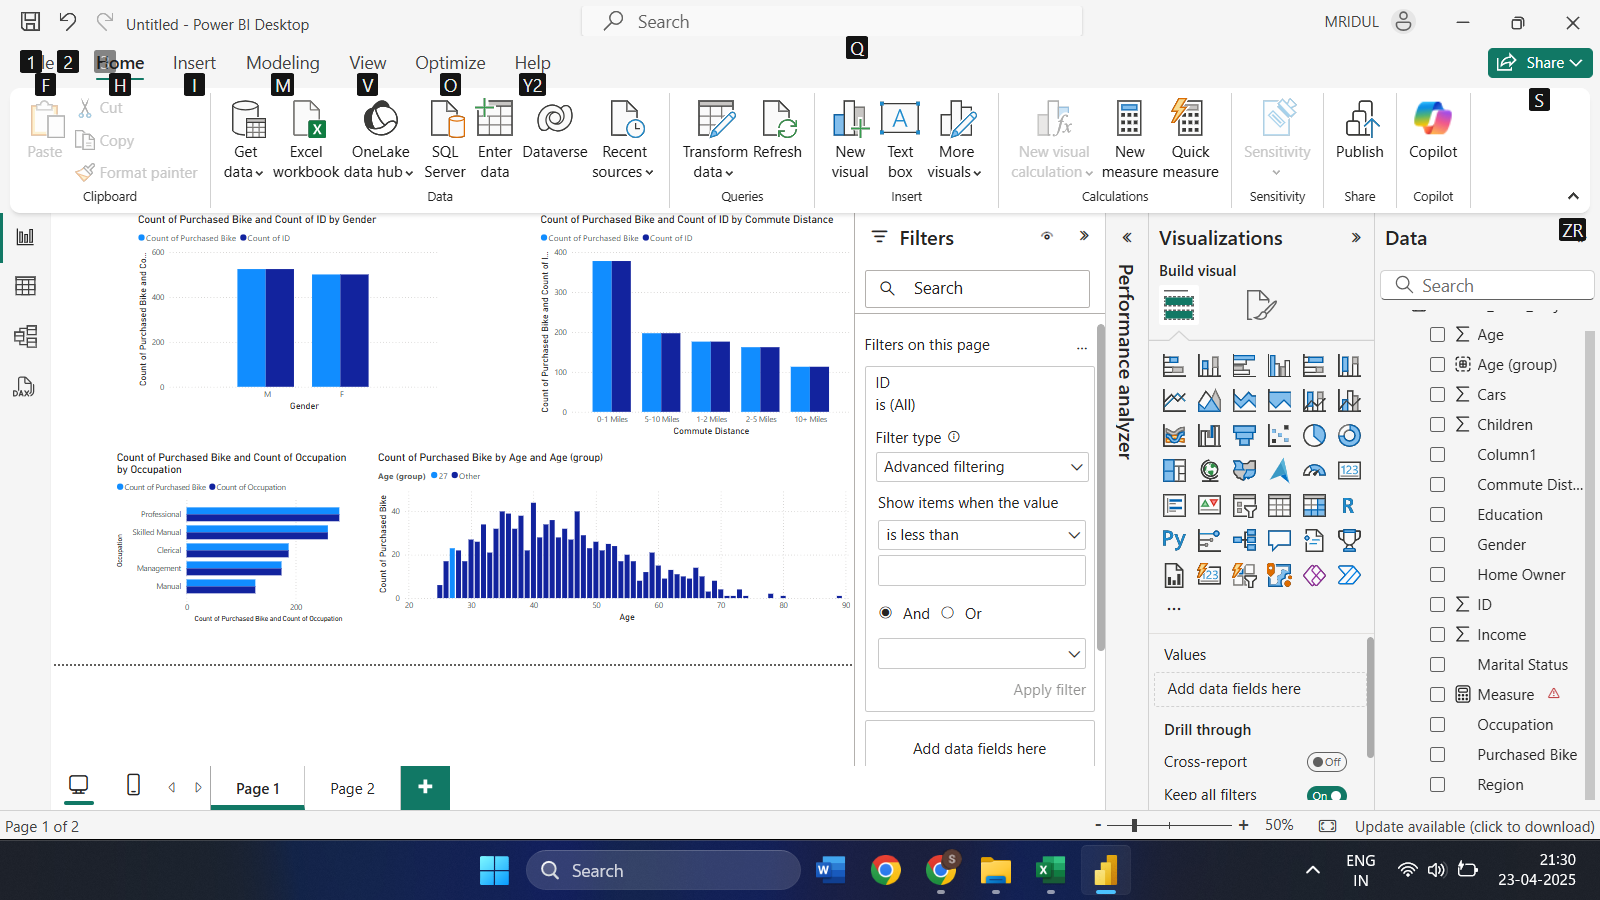 Untitled - Power BI Desktop
Search
MRIDUL
1
2
Home
Insert
Modeling
View
Optimize
Help
Share
Q
F
H
I
M
V
O
Y2
S
Paste
Cut
Copy
Format painter
Clipboard
Get data
Excel workbook
OneLake data hub
SQL Server
Enter data
Dataverse
Recent sources
Data
Transform data
Refresh
Queries
New visual
Text box
More visuals
Insert
New visual calculation
New measure
Quick measure
Calculations
Sensitivity
Sensitivity
Publish
Share
Copilot
Copilot
ZR
Count of Purchased Bike and Count of ID by Gender
Count of Purchased Bike Count of ID
Count of Purchased Bike and Co...
600
400
200
0
M F
Gender
Count of Purchased Bike and Count of ID by Commute Distance
Count of Purchased Bike Count of ID
Count of Purchased Bike and Count of I...
400
300
200
100
0
0-1 Miles 5-10 Miles 1-2 Miles 2-5 Miles 10+ Miles
Commute Distance
Count of Purchased Bike and Count of Occupation
by Occupation
Count of Purchased Bike Count of Occupation
Occupation
Professional
Skilled Manual
Clerical
Management
Manual
0 200
Count of Purchased Bike and Count of Occupation
Count of Purchased Bike by Age and Age (group)
Age (group) 27 Other
Count of Purchased Bike
40
20
0
20 30 40 50 60 70 80 90
Age
Filters
Search
Filters on this page
...
ID
is (All)
Filter type
Advanced filtering
Show items when the value
is less than
And Or
Apply filter
Add data fields here
Performance analyzer
Visualizations
Build visual
123
R
Py
123
...
Values
Add data fields here
Drill through
Cross-report
Off
Keep all filters
On
Data
Search
Age
Age (group)
Cars
Children
Column1
Commute Dist...
Education
Gender
Home Owner
ID
Income
Marital Status
Measure
Occupation
Purchased Bike
Region
DAX
Page 1
Page 2
+
Page 1 of 2
- + 50%
Update available (click to download)
Search
S
ENG
IN
21:30
23-04-2025